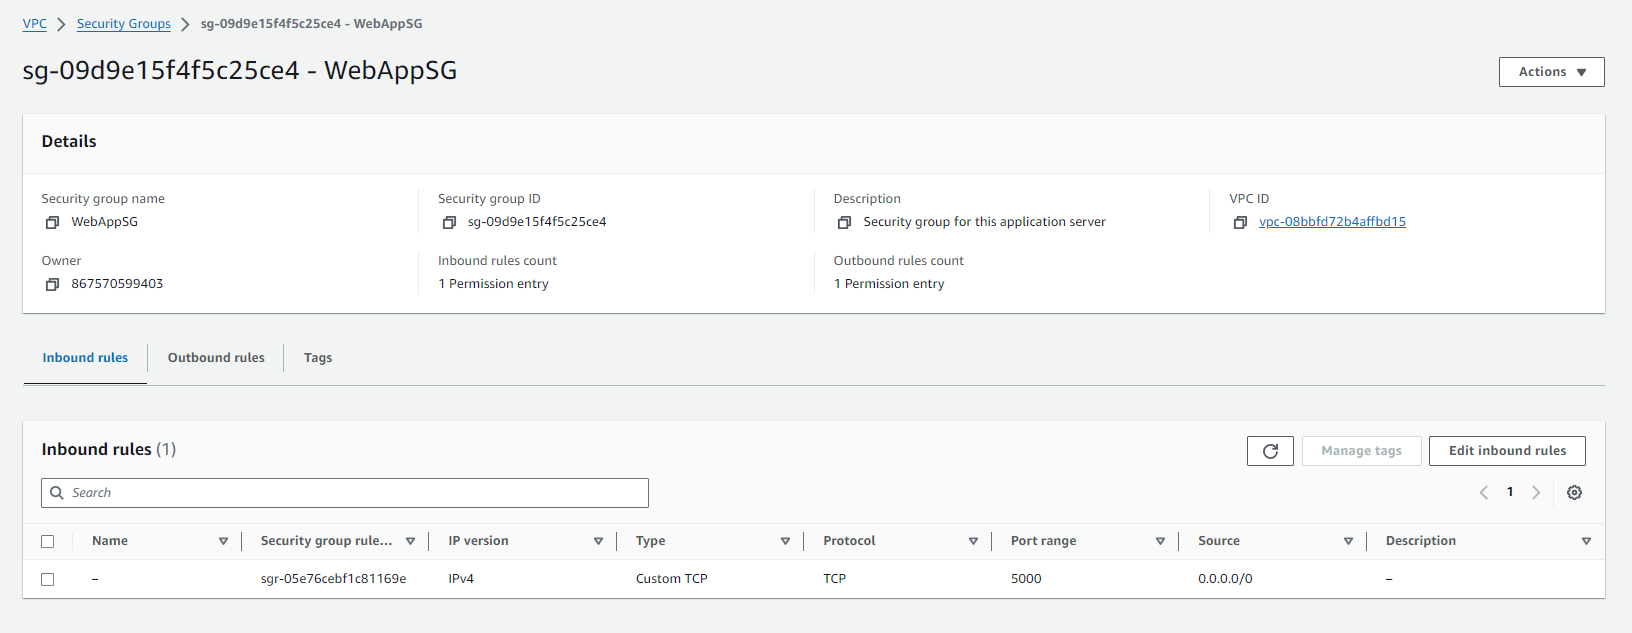 VPC > Security Groups > sg-09d9e15f4f5c25ce4 - WebAppSG
sg-09d9e15f4f5c25ce4 - WebAppSG
Actions
Details
Security group name
WebAppSG
Security group ID
sg-09d9e15f4f5c25ce4
Description
Security group for this application server
VPC ID
vpc-08bbfd72b4affbd15
Owner
867570599403
Inbound rules count
1 Permission entry
Outbound rules count
1 Permission entry
Inbound rules
Outbound rules
Tags
Inbound rules (1)
Manage tags
Edit inbound rules
Search
1
Name Security group rule... IP version Type Protocol Port range Source Description
– sgr-05e76cebf1c81169e IPv4 Custom TCP TCP 5000 0.0.0.0/0 –